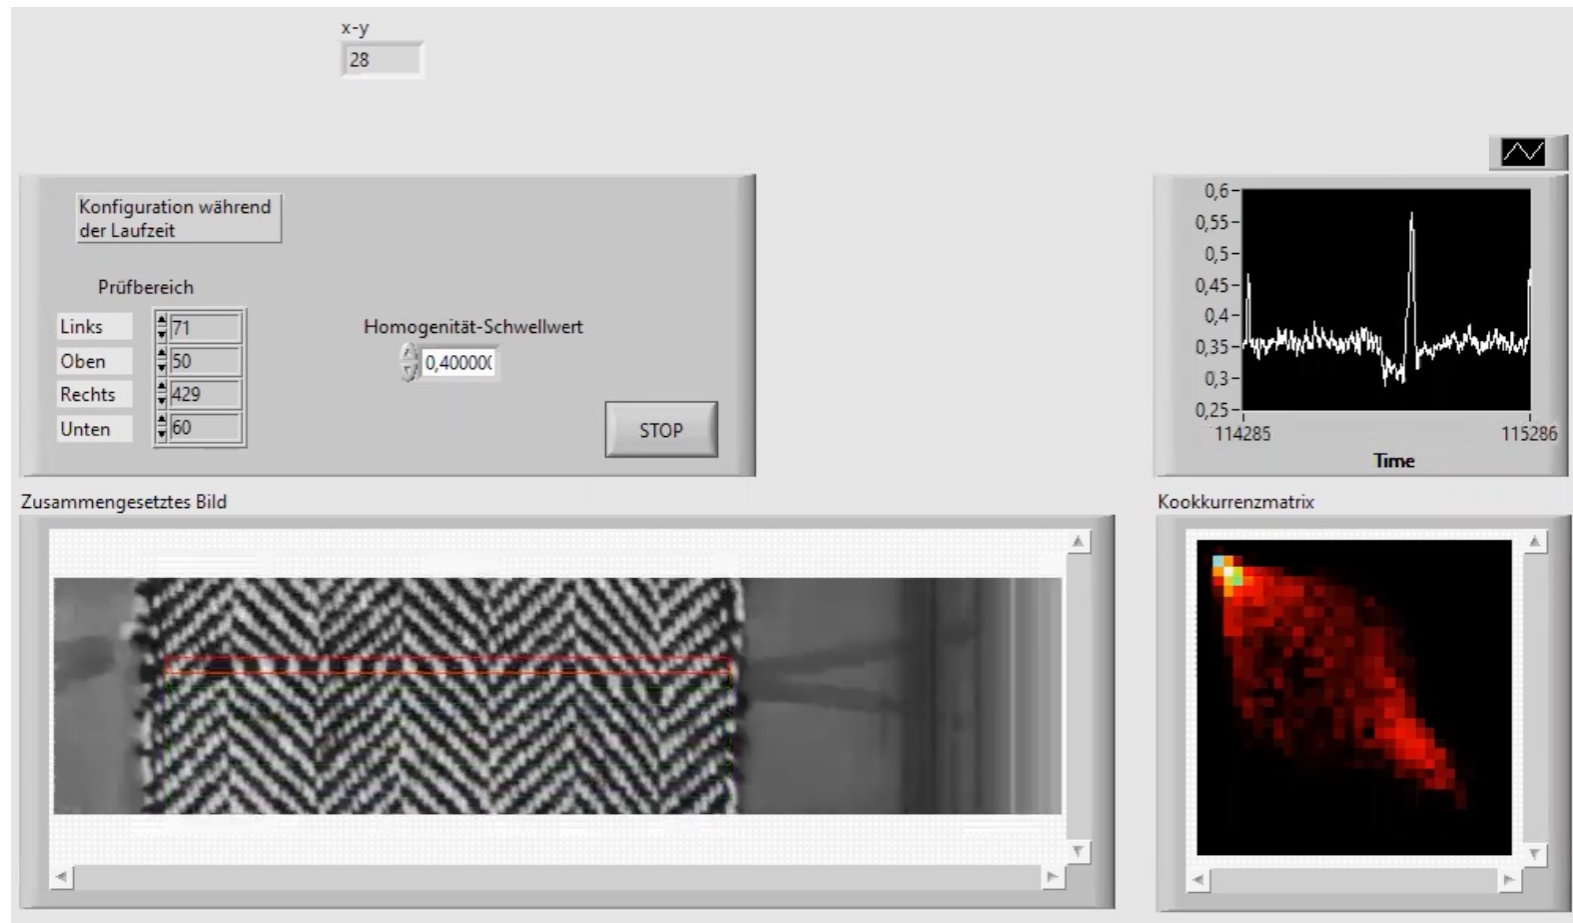 x-y
28
Konfiguration während
der Laufzeit
Prüfbereich
Links 71
Oben 50
Rechts 429
Unten 60
Homogenität-Schwellwert
0,400000
STOP
0,6
0,55
0,5
0,45
0,4
0,35
0,3
0,25
114285 115286
Time
Zusammengesetztes Bild
Kookkurrenzmatrix